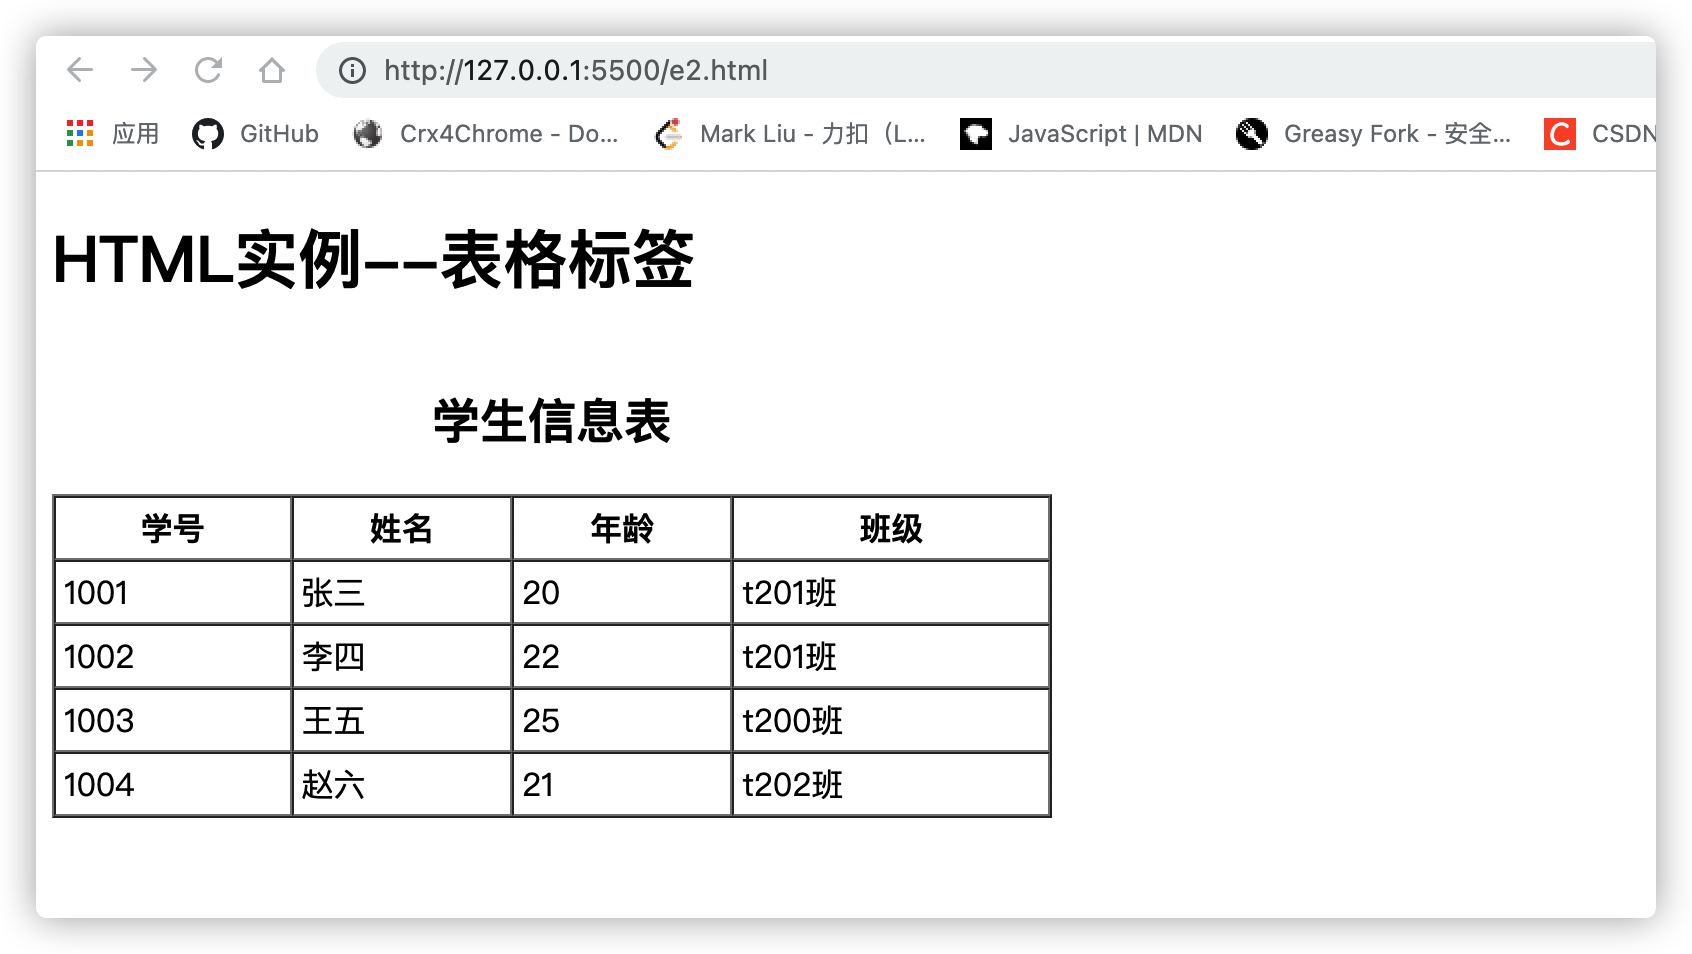 http://127.0.0.1:5500/e2.html
应用 GitHub Crx4Chrome - Do... Mark Liu - 力扣（L... JavaScript | MDN Greasy Fork - 安全... C CSDN
HTML实例--表格标签
学生信息表
学号 姓名 年龄 班级
1001 张三 20 t201班
1002 李四 22 t201班
1003 王五 25 t200班
1004 赵六 21 t202班